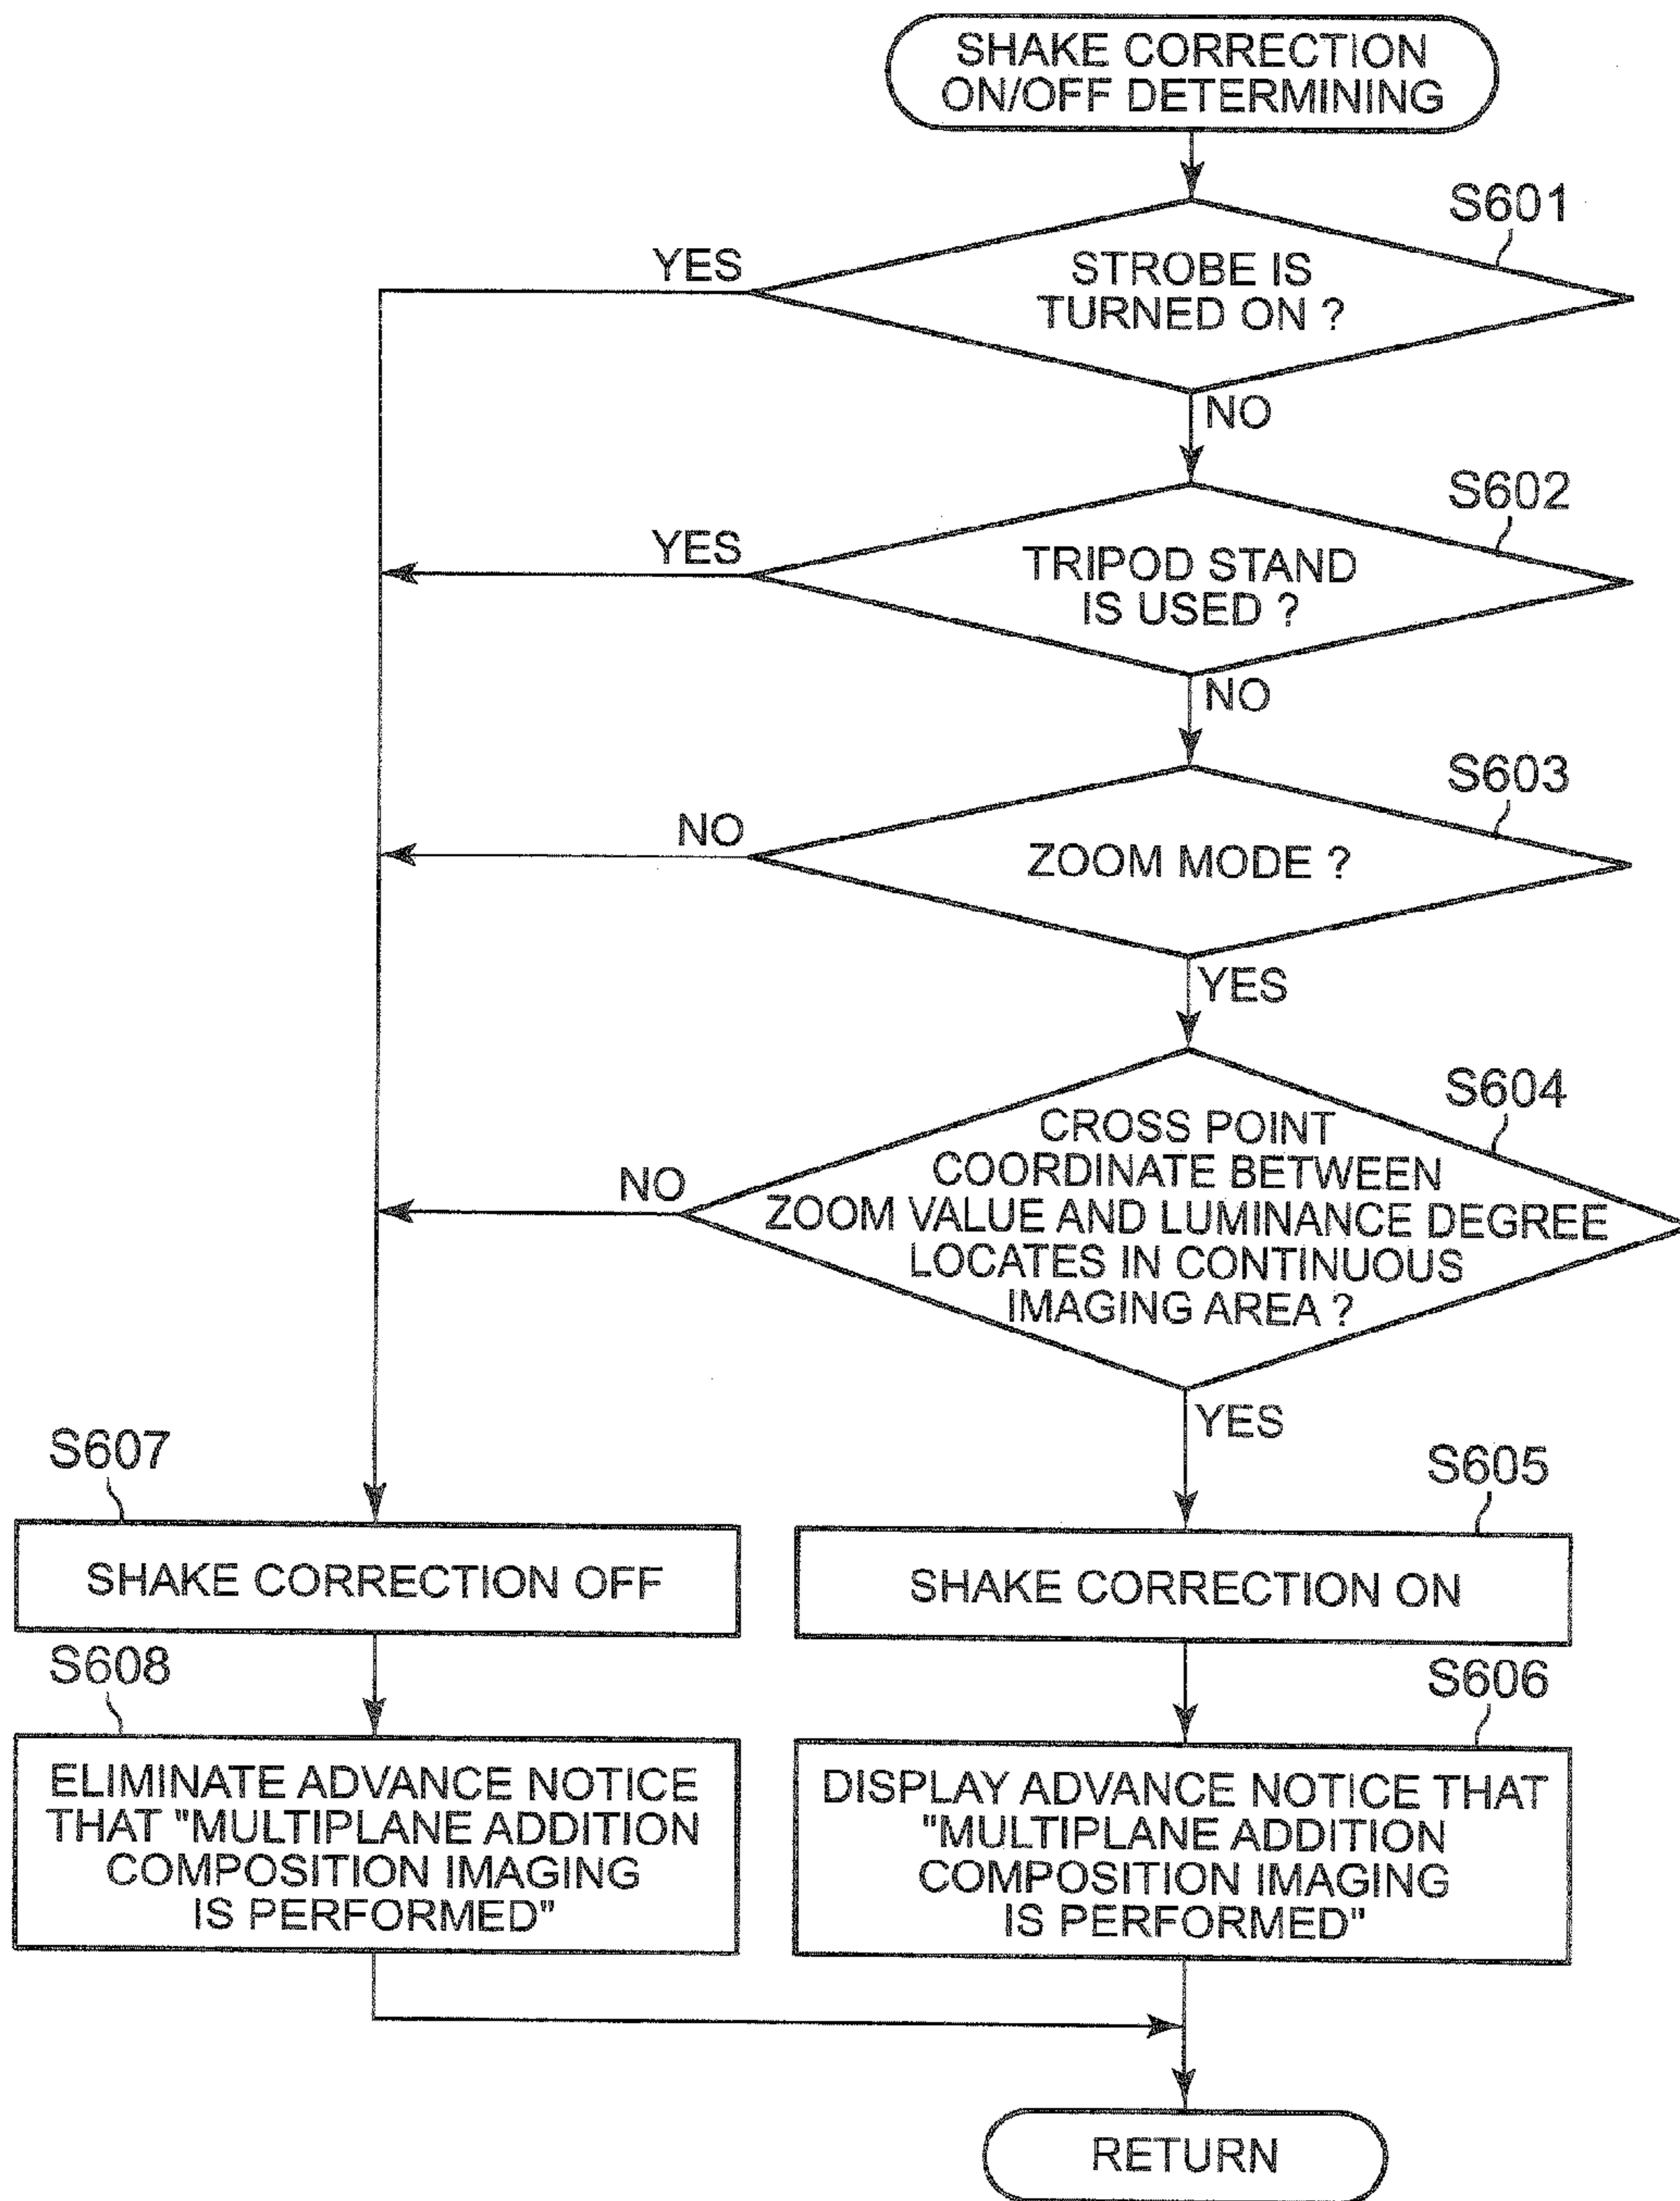 SHAKE CORRECTION
ON/OFF DETERMINING
S601
YES
STROBE IS
TURNED ON ?
NO
S602
YES
TRIPOD STAND
IS USED ?
NO
S603
NO
ZOOM MODE ?
YES
S604
NO
CROSS POINT
COORDINATE BETWEEN
ZOOM VALUE AND LUMINANCE DEGREE
LOCATES IN CONTINUOUS
IMAGING AREA ?
YES
S607
SHAKE CORRECTION OFF
S605
SHAKE CORRECTION ON
S608
ELIMINATE ADVANCE NOTICE
THAT "MULTIPLANE ADDITION
COMPOSITION IMAGING
IS PERFORMED"
S606
DISPLAY ADVANCE NOTICE THAT
"MULTIPLANE ADDITION
COMPOSITION IMAGING
IS PERFORMED"
RETURN